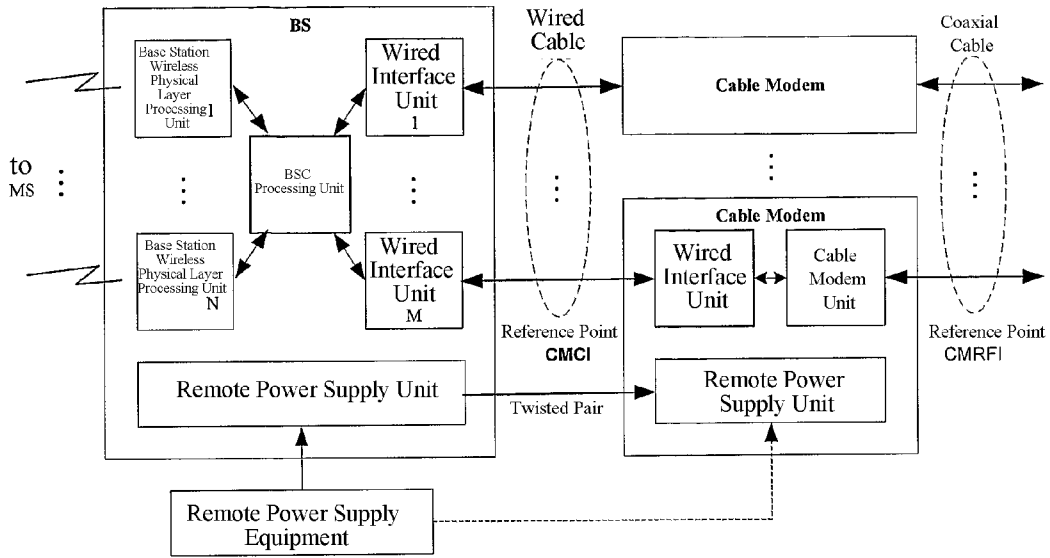 BS
Base Station
Wireless
Physical
Layer
Processing
1
Unit
Wired
Interface
Unit
1
Wired
Cable
Cable Modem
Coaxial
Cable
to
MS
BSC
Processing Unit
Base Station
Wireless
Physical Layer
Processing Unit
N
Wired
Interface
Unit
M
Cable Modem
Wired
Interface
Unit
Cable
Modem
Unit
Reference Point
CMCI
Reference Point
CMRFI
Remote Power Supply Unit
Twisted Pair
Remote Power
Supply Unit
Remote Power Supply
Equipment